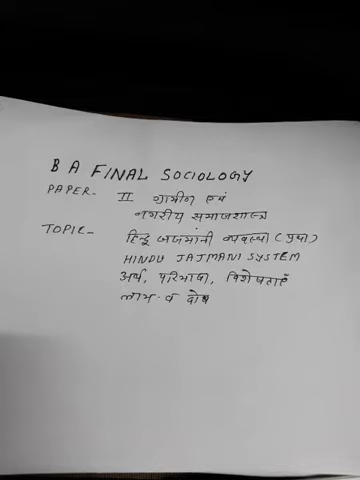 B A FINAL SOCIOLOGY
PAPER- II ग्रामीण एवं
नगरीय समाजशास्त्र
TOPIC- हिन्दू जजमानी व्यवस्था (प्रथा)
HINDU JAJMANI SYSTEM
अर्थ, परिभाषा, विशेषताएँ
लाभ व दोष